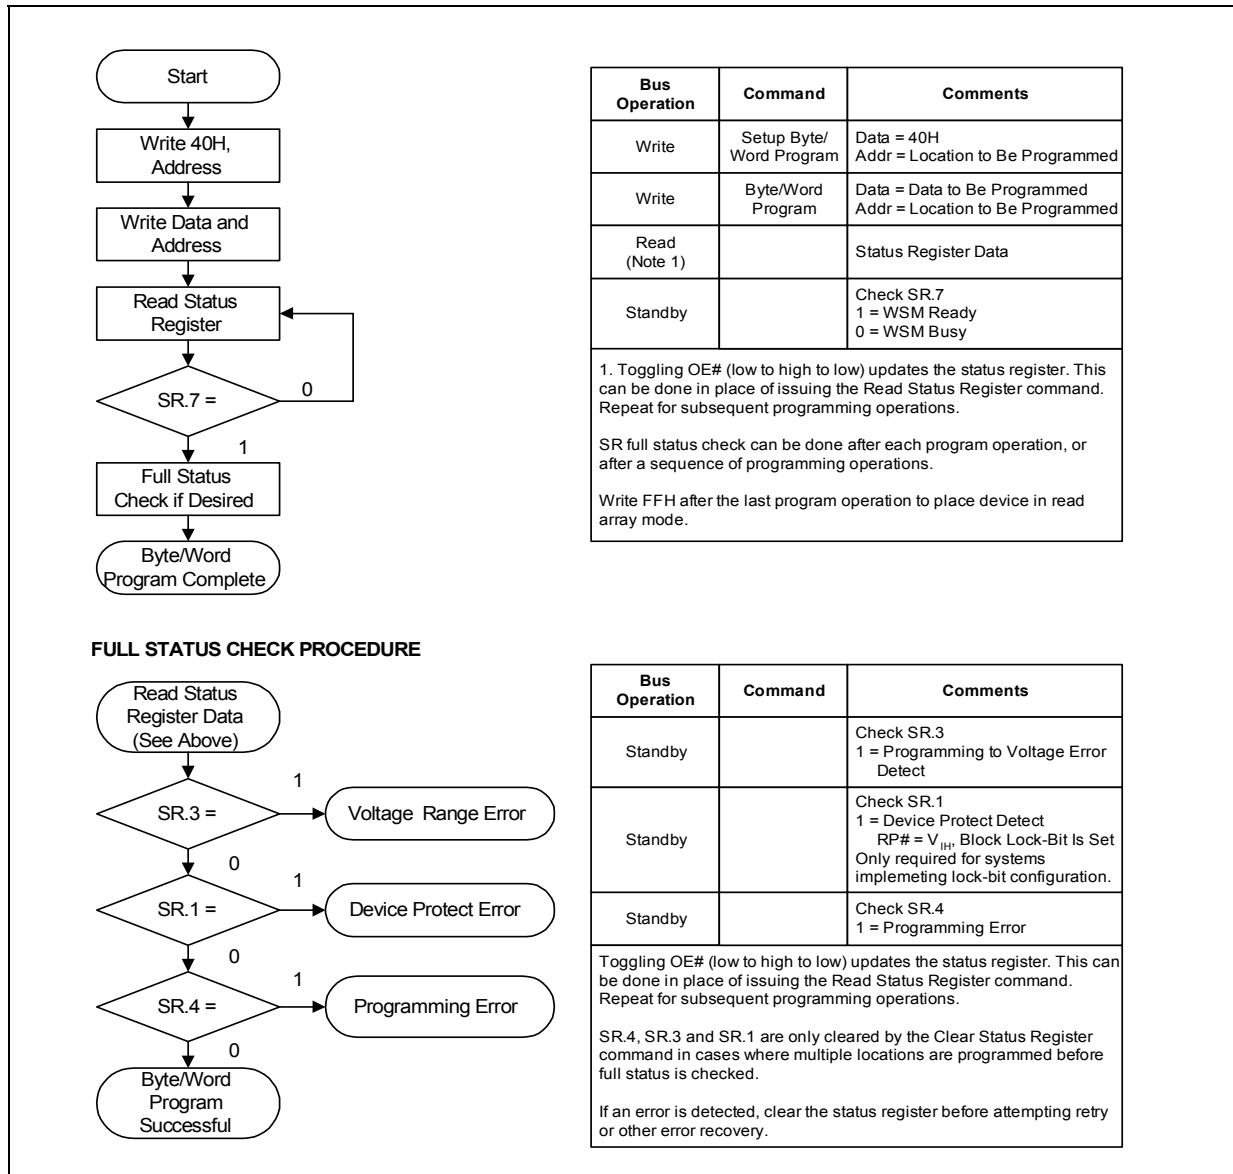 Start
Write 40H,
Address
Write Data and
Address
Read Status
Register
SR.7 =
0
1
Full Status
Check if Desired
Byte/Word
Program Complete
Bus
Operation
Command
Comments
Write
Setup Byte/
Word Program
Data = 40H
Addr = Location to Be Programmed
Write
Byte/Word
Program
Data = Data to Be Programmed
Addr = Location to Be Programmed
Read
(Note 1)
Status Register Data
Standby
Check SR.7
1 = WSM Ready
0 = WSM Busy
1. Toggling OE# (low to high to low) updates the status register. This
can be done in place of issuing the Read Status Register command.
Repeat for subsequent programming operations.
SR full status check can be done after each program operation, or
after a sequence of programming operations.
Write FFH after the last program operation to place device in read
array mode.
FULL STATUS CHECK PROCEDURE
Read Status
Register Data
(See Above)
SR.3 =
1
Voltage Range Error
0
SR.1 =
1
Device Protect Error
0
SR.4 =
1
Programming Error
0
Byte/Word
Program
Successful
Bus
Operation
Command
Comments
Standby
Check SR.3
1 = Programming to Voltage Error
Detect
Standby
Check SR.1
1 = Device Protect Detect
RP# = VIH, Block Lock-Bit Is Set
Only required for systems
implemeting lock-bit configuration.
Standby
Check SR.4
1 = Programming Error
Toggling OE# (low to high to low) updates the status register. This can
be done in place of issuing the Read Status Register command.
Repeat for subsequent programming operations.
SR.4, SR.3 and SR.1 are only cleared by the Clear Status Register
command in cases where multiple locations are programmed before
full status is checked.
If an error is detected, clear the status register before attempting retry
or other error recovery.